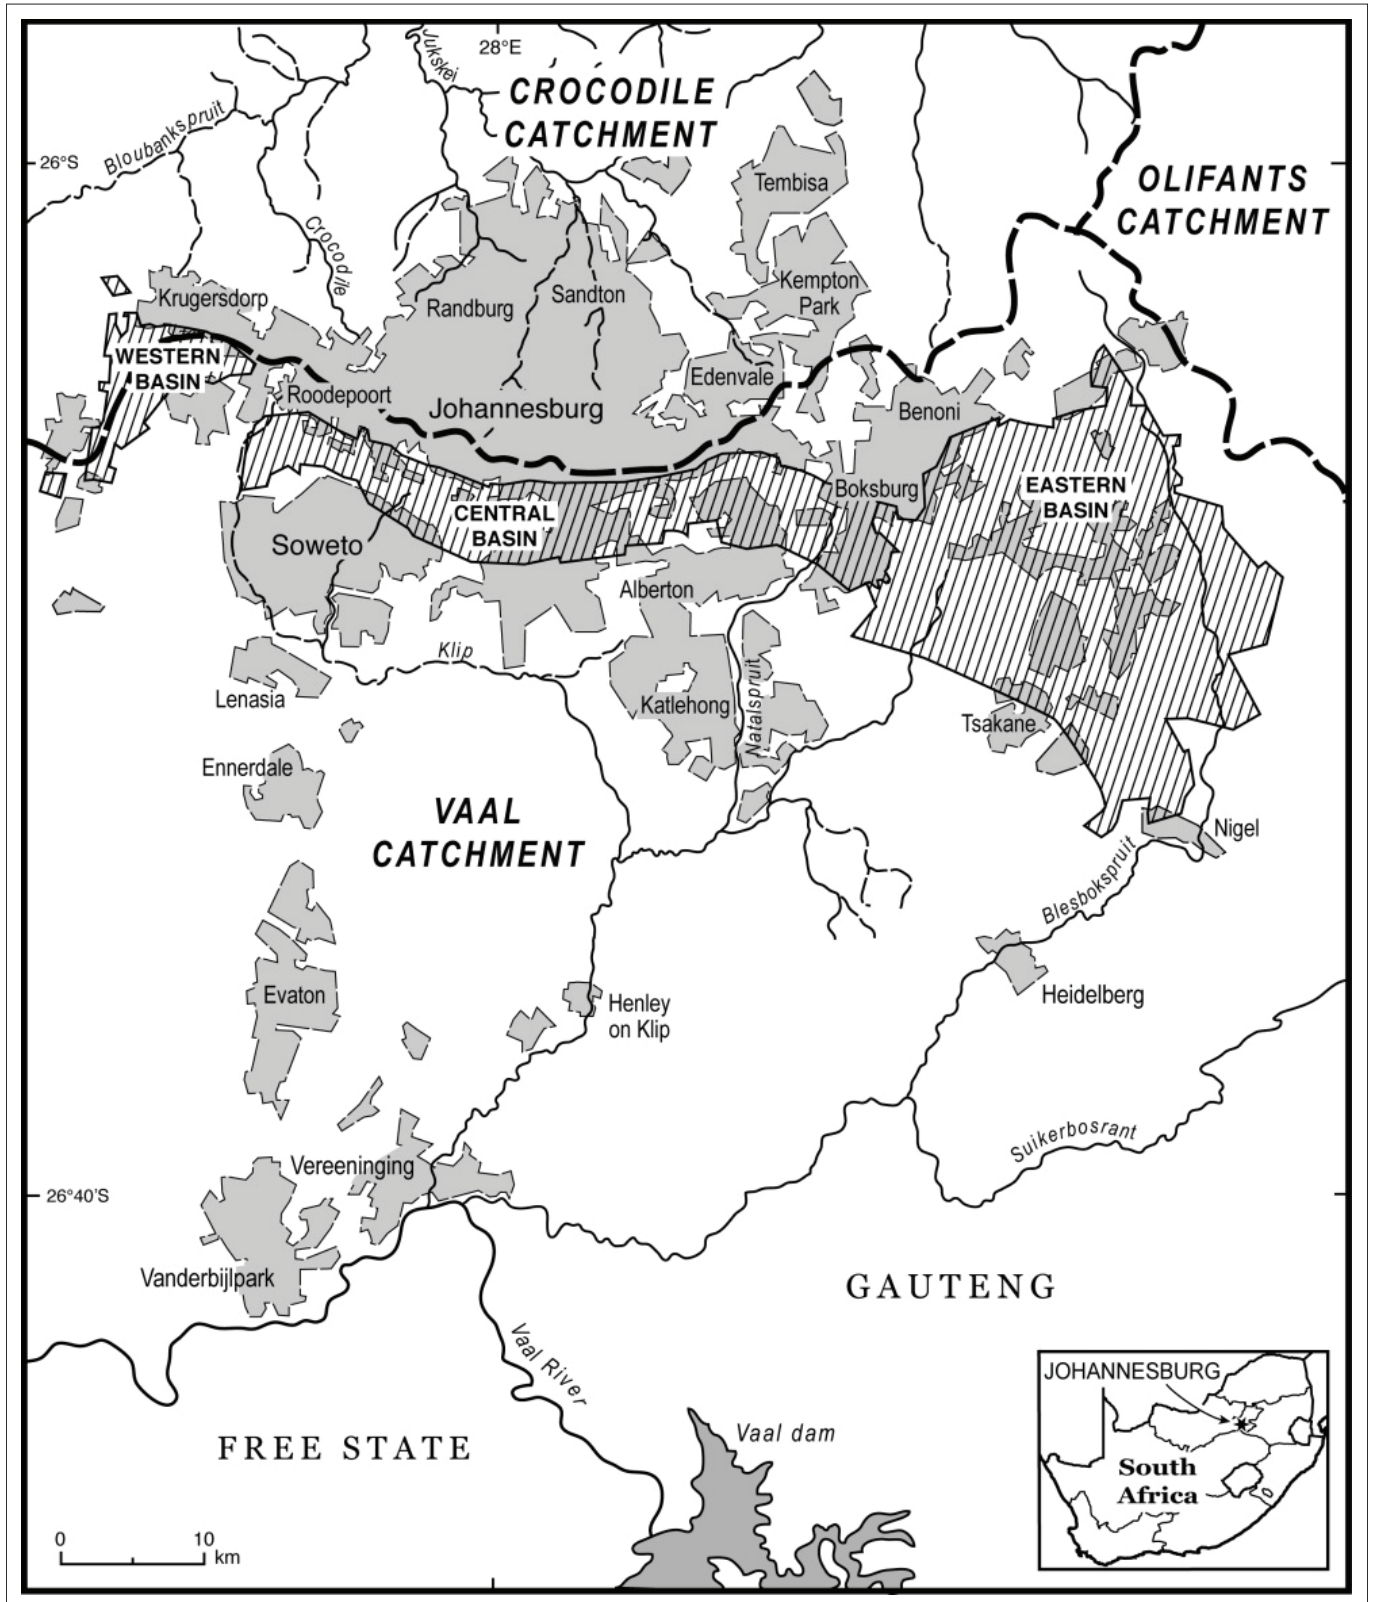 28°E
Jukskei
CROCODILE
CATCHMENT
Bloubankspruit
26°S
Tembisa
OLIFANTS
CATCHMENT
Crocodile
Krugersdorp
Randburg
Sandton
Kempton
Park
WESTERN
BASIN
Roodepoort
Johannesburg
Edenvale
Benoni
CENTRAL
BASIN
Boksburg
EASTERN
BASIN
Soweto
Alberton
Klip
Lenasia
Katlehong
Natalspruit
Tsakane
Ennerdale
VAAL
CATCHMENT
Nigel
Blesbokspruit
Evaton
Henley
on Klip
Heidelberg
Suikerbosrant
Vereeninging
26°40'S
Vanderbijlpark
GAUTENG
Vaal River
JOHANNESBURG
FREE STATE
Vaal dam
South
Africa
0 10
km